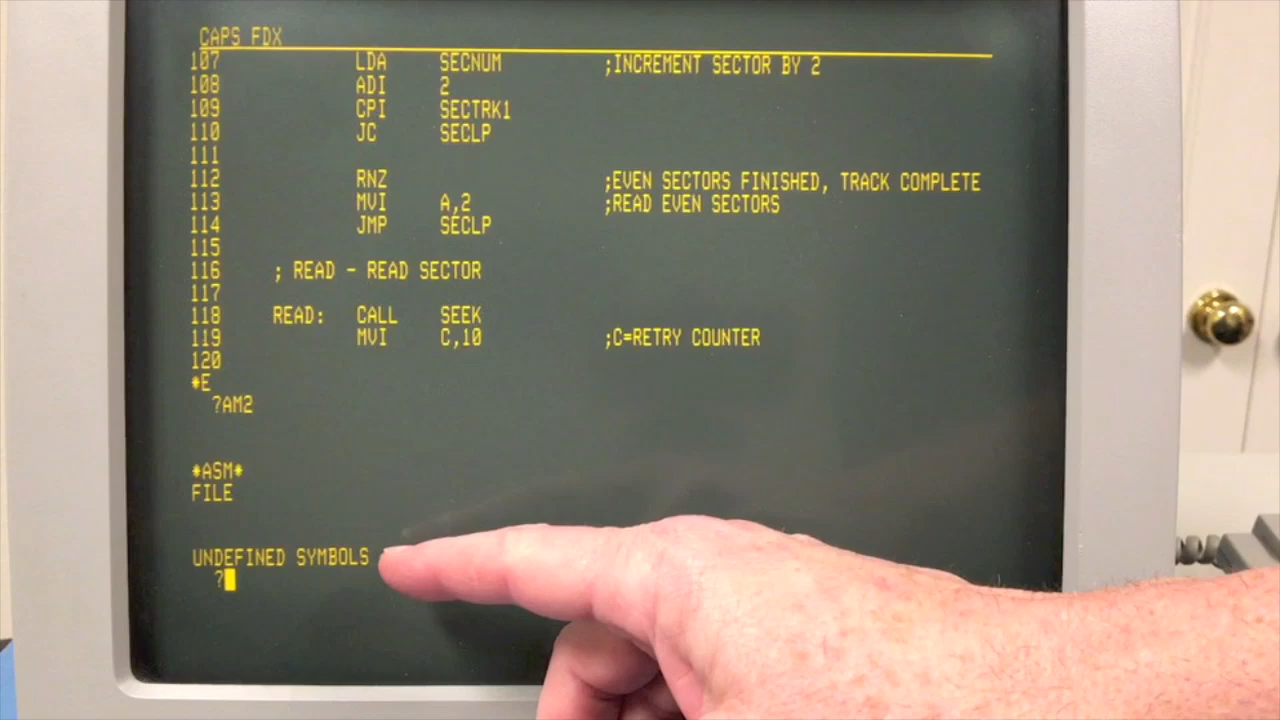 CAPS FDX
107 LDA SECNUM ;INCREMENT SECTOR BY 2
108 ADI 2
109 CPI SECTRK1
110 JC SECLP
111
112 RNZ ;EVEN SECTORS FINISHED, TRACK COMPLETE
113 MVI A,2 ;READ EVEN SECTORS
114 JMP SECLP
115
116 ; READ - READ SECTOR
117
118 READ: CALL SEEK
119 MVI C,10 ;C=RETRY COUNTER
120
*E
?AM2
*ASM*
FILE
UNDEFINED SYMBOLS
?